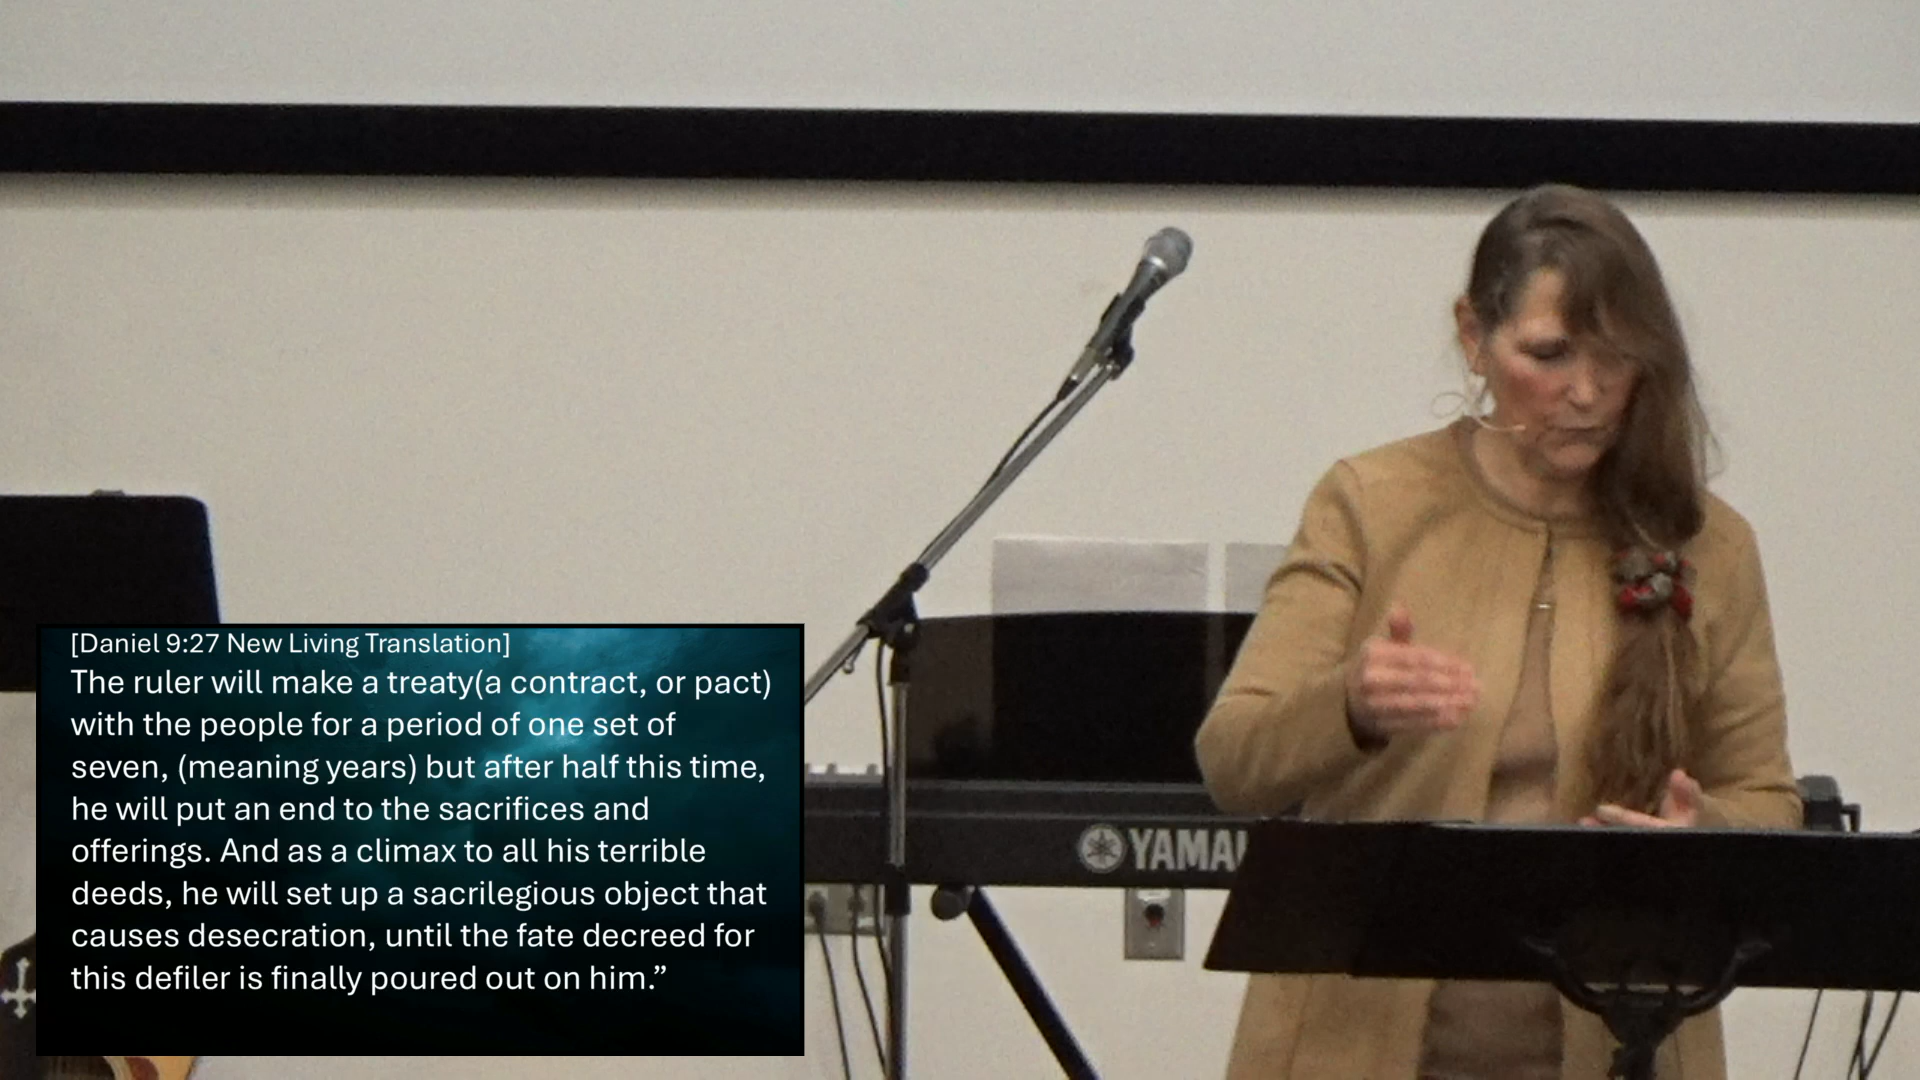 [Daniel 9:27 New Living Translation]
The ruler will make a treaty(a contract, or pact)
with the people for a period of one set of
seven, (meaning years) but after half this time,
he will put an end to the sacrifices and
offerings. And as a climax to all his terrible
deeds, he will set up a sacrilegious object that
causes desecration, until the fate decreed for
this defiler is finally poured out on him.”
YAMAH